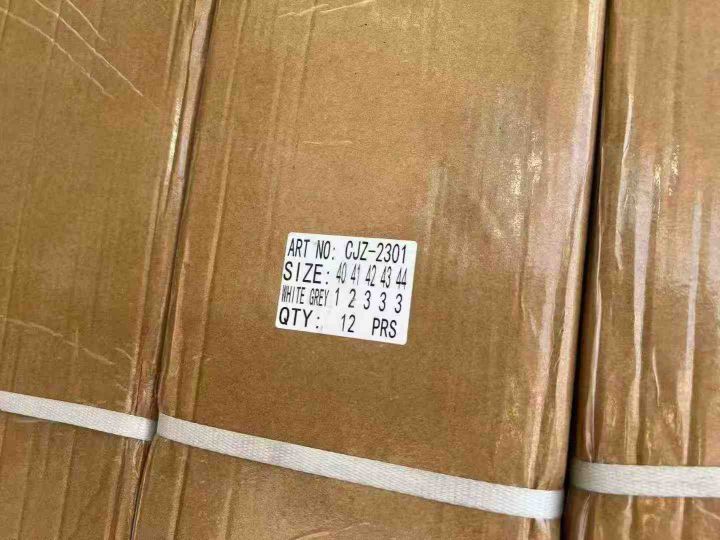 ART NO: CJZ-2301
SIZE: 40 41 42 43 44
WHITE GREY 1 2 3 3 3
QTY: 12 PRS